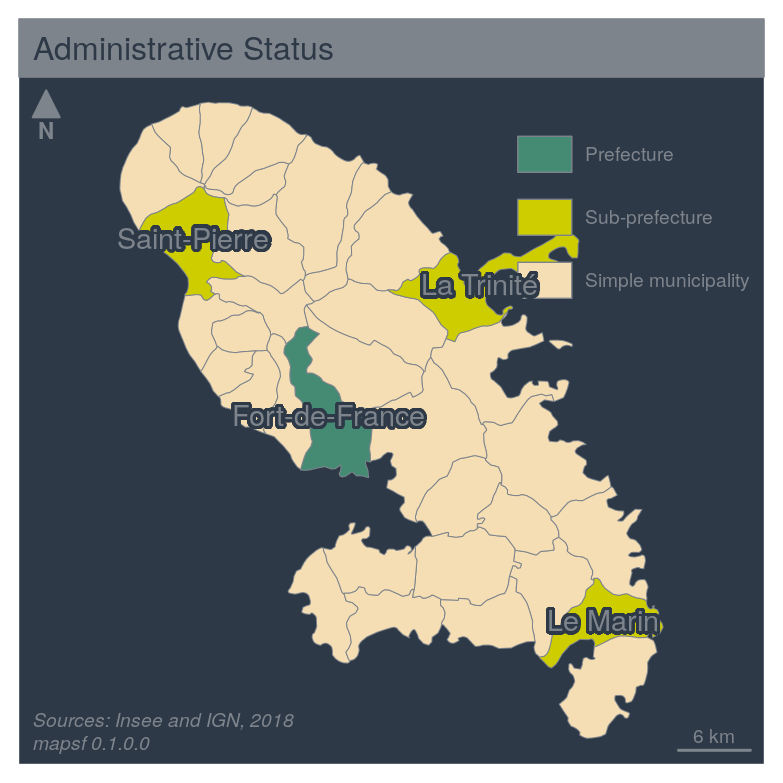 Administrative Status
N
Prefecture
Sub-prefecture
Saint-Pierre
La Trinité
Simple municipality
Fort-de-France
Le Marin
Sources: Insee and IGN, 2018
mapsf 0.1.0.0
6 km